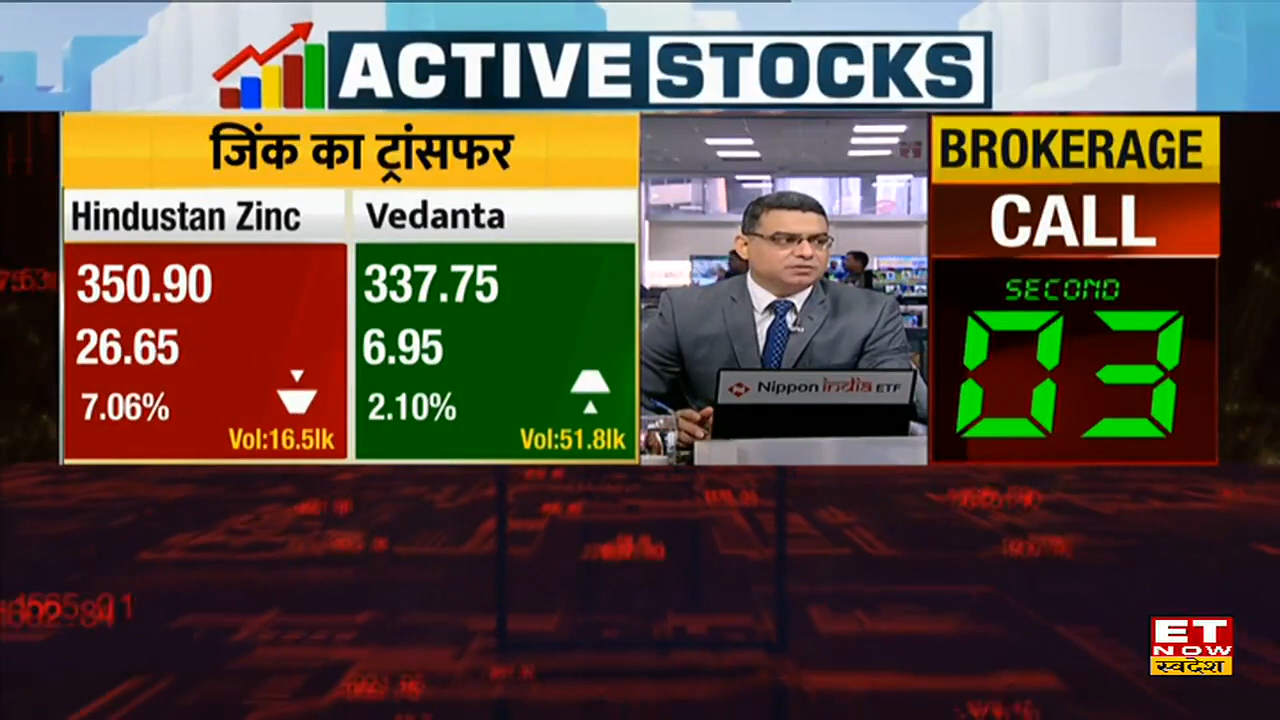 ACTIVE STOCKS
जिंक का ट्रांसफर
Hindustan Zinc
350.90
26.65
7.06%
Vol:16.5lk
Vedanta
337.75
6.95
2.10%
Vol:51.8lk
Nippon india ETF
BROKERAGE
CALL
SECOND
03
ET
NOW
स्वदेश